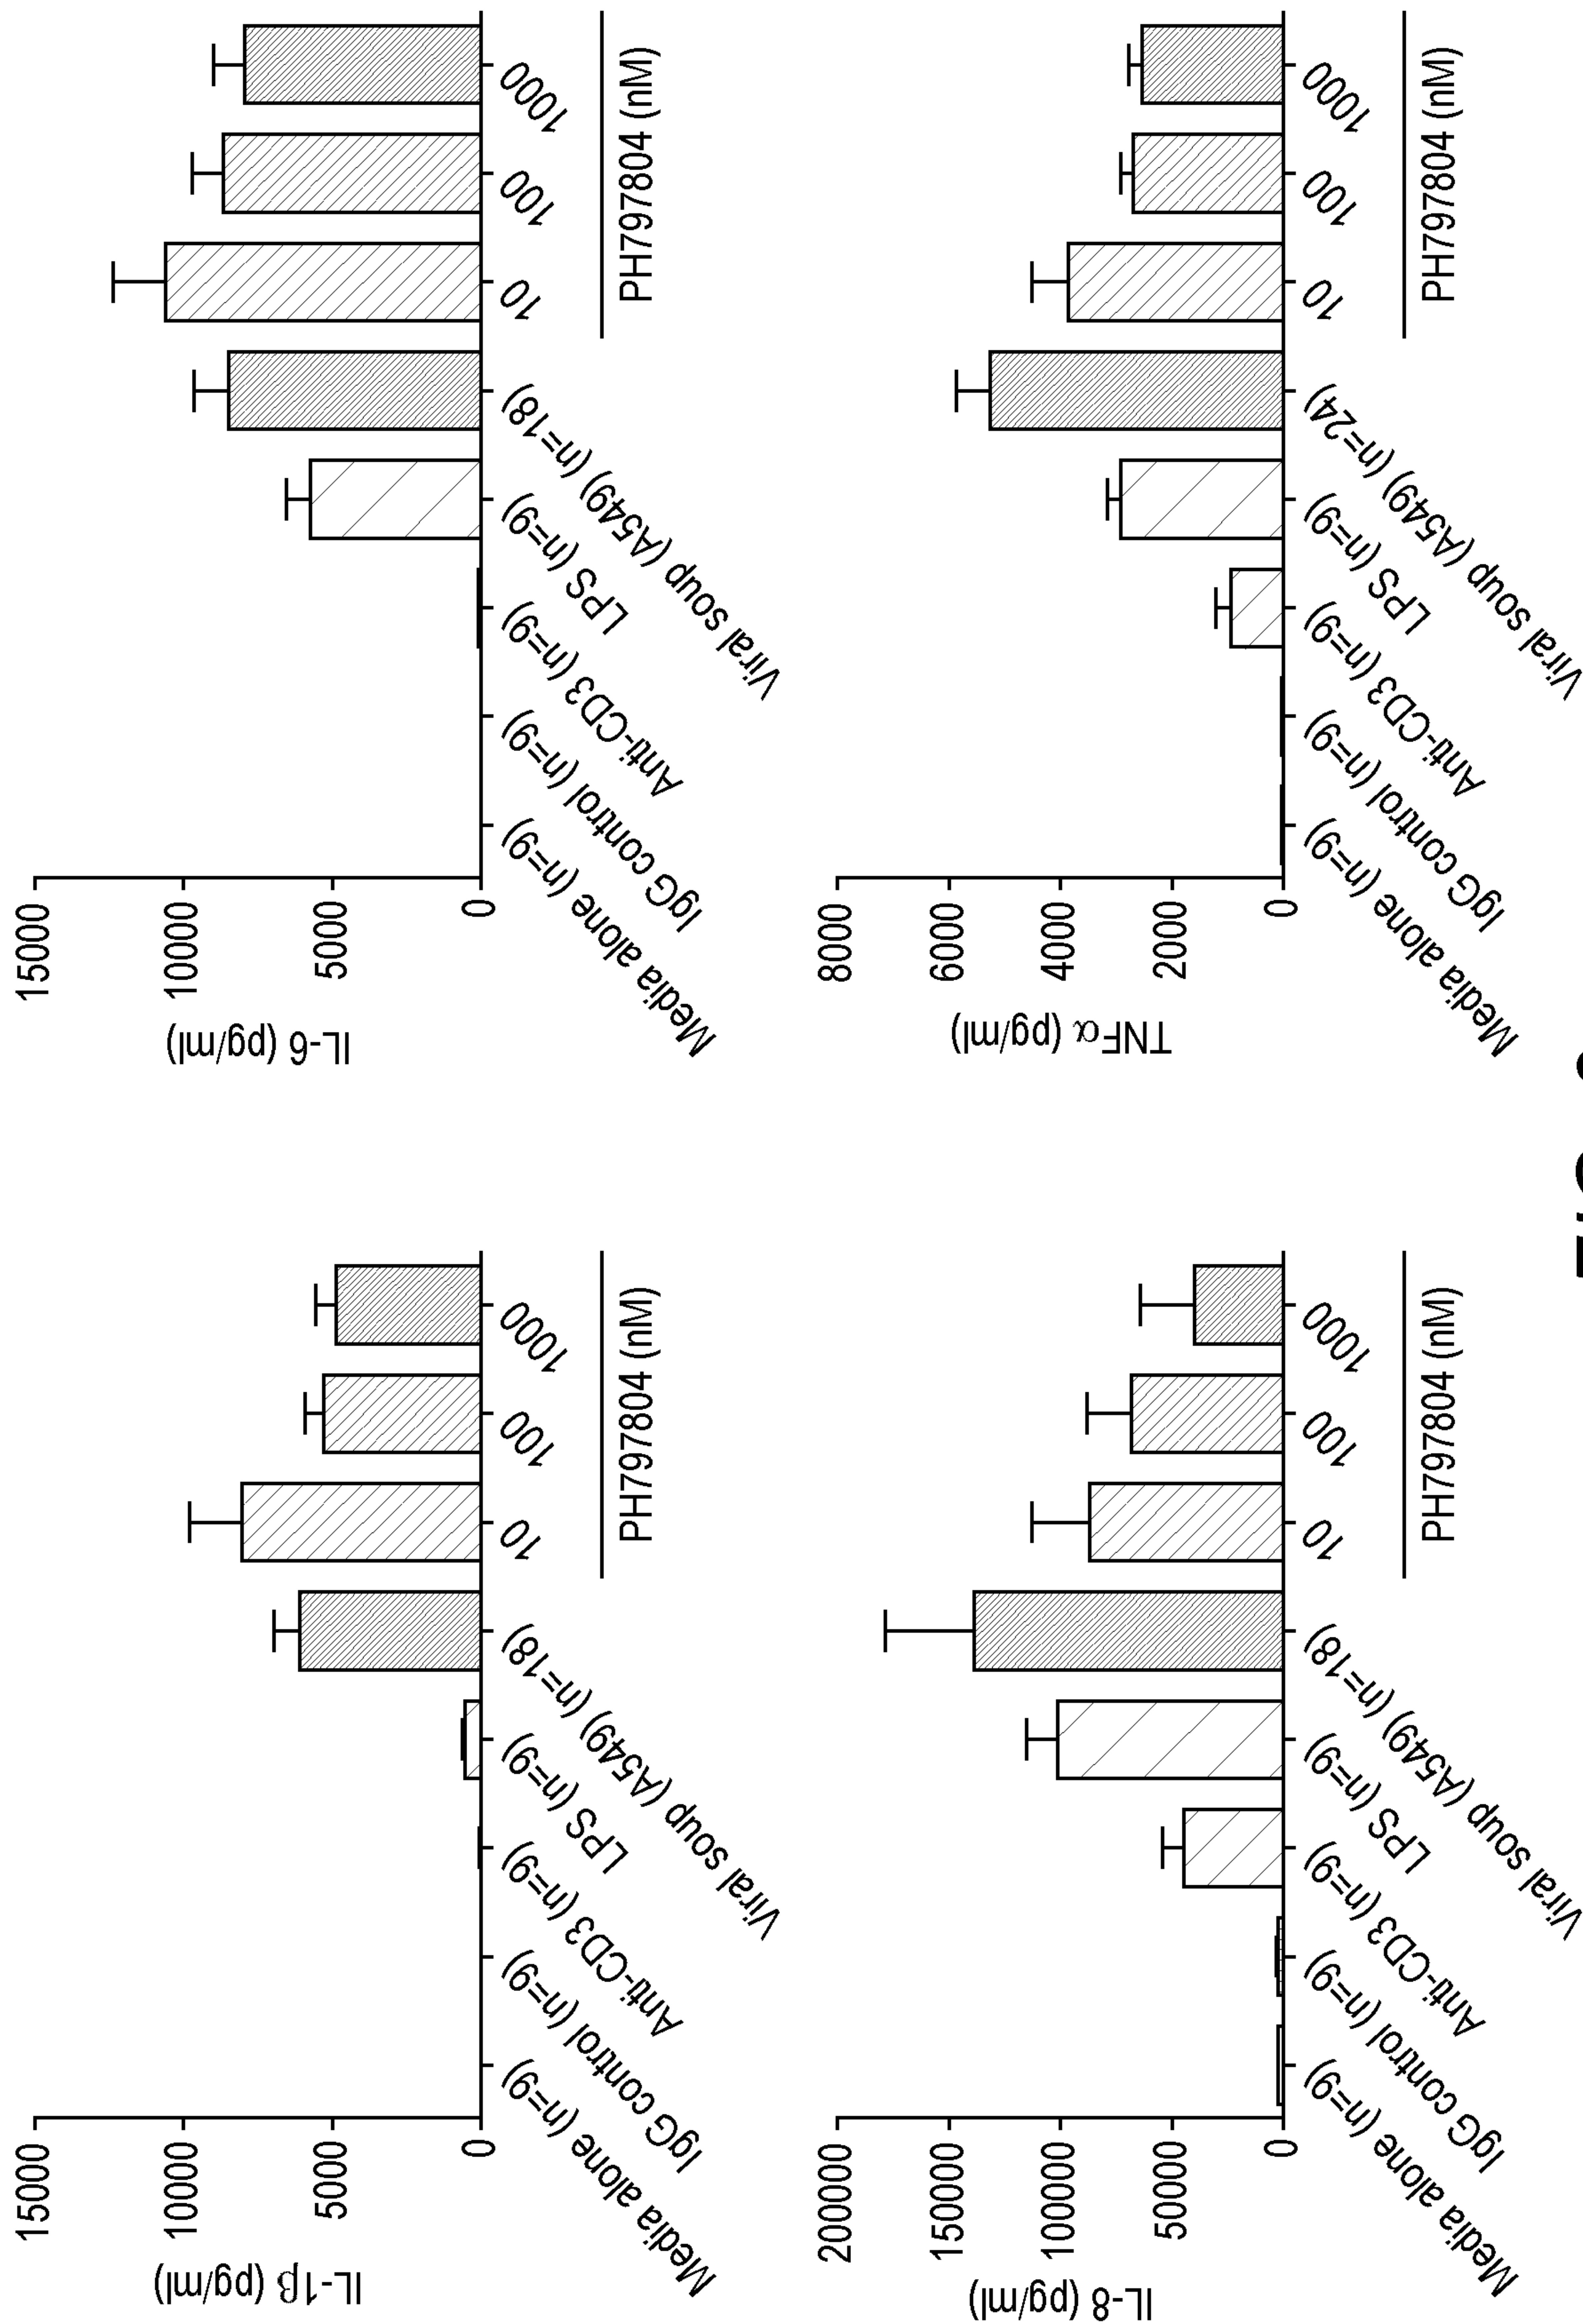 IL-1β (pg/ml)
15000
10000
5000
0
Media alone (n=9)
IgG control (n=9)
Anti-CD3 (n=9)
LPS (n=9)
Viral soup (A549) (n=18)
10
100
1000
PH797804 (nM)
IL-6 (pg/ml)
15000
10000
5000
0
Media alone (n=9)
IgG control (n=9)
Anti-CD3 (n=9)
LPS (n=9)
Viral soup (A549) (n=18)
10
100
1000
PH797804 (nM)
IL-8 (pg/ml)
200000
150000
100000
50000
0
Media alone (n=9)
IgG control (n=9)
Anti-CD3 (n=9)
LPS (n=9)
Viral soup (A549) (n=18)
10
100
1000
PH797804 (nM)
TNFα (pg/ml)
8000
6000
4000
2000
0
Media alone (n=9)
IgG control (n=9)
Anti-CD3 (n=9)
LPS (n=9)
Viral soup (A549) (n=24)
10
100
1000
PH797804 (nM)